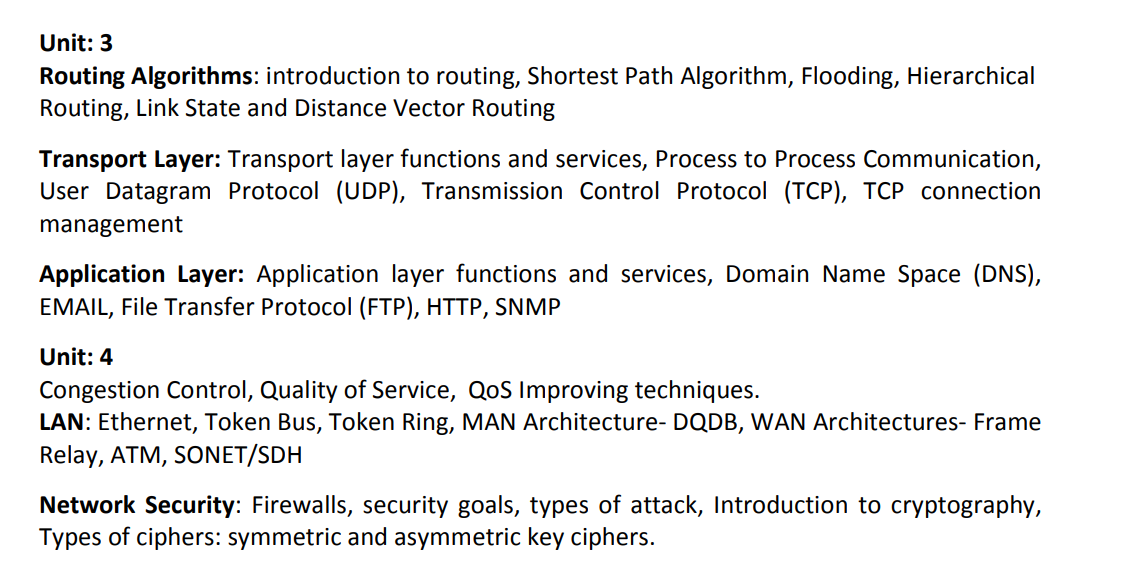 Unit: 3
Routing Algorithms: introduction to routing, Shortest Path Algorithm, Flooding, Hierarchical
Routing, Link State and Distance Vector Routing
Transport Layer: Transport layer functions and services, Process to Process Communication,
User Datagram Protocol (UDP), Transmission Control Protocol (TCP), TCP connection
management
Application Layer: Application layer functions and services, Domain Name Space (DNS),
EMAIL, File Transfer Protocol (FTP), HTTP, SNMP
Unit: 4
Congestion Control, Quality of Service, QoS Improving techniques.
LAN: Ethernet, Token Bus, Token Ring, MAN Architecture- DQDB, WAN Architectures- Frame
Relay, ATM, SONET/SDH
Network Security: Firewalls, security goals, types of attack, Introduction to cryptography,
Types of ciphers: symmetric and asymmetric key ciphers.